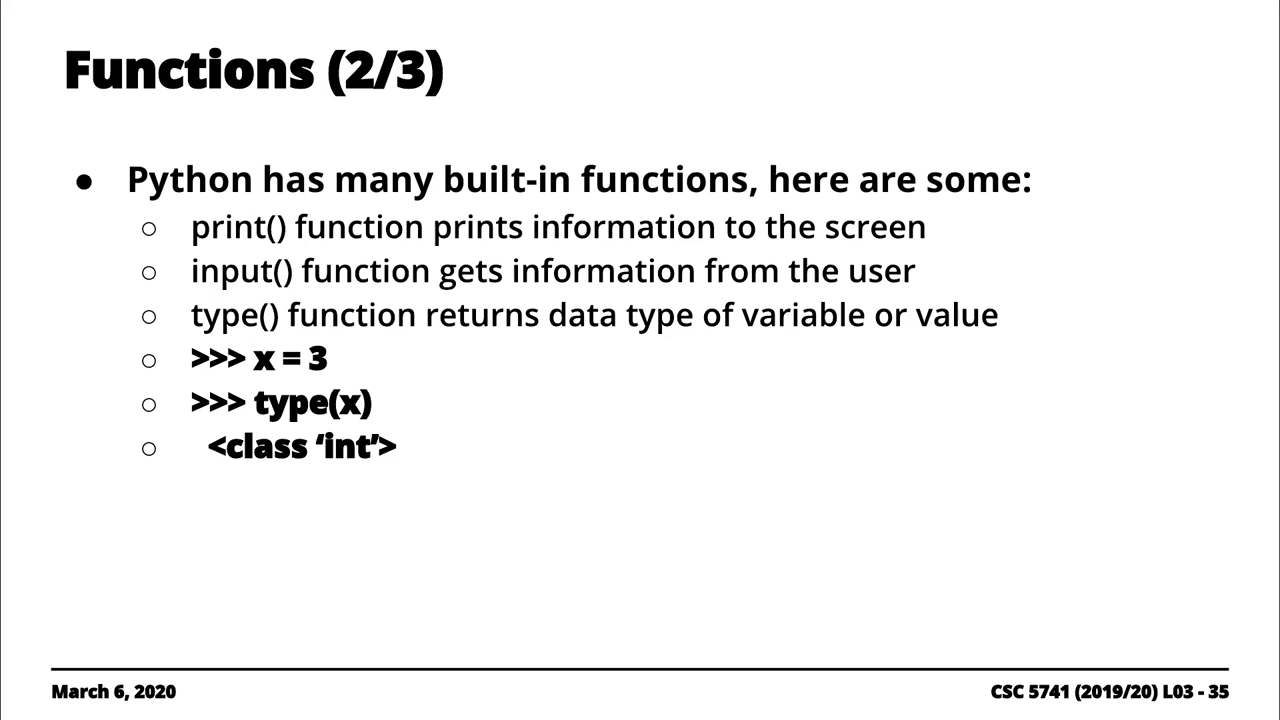 Functions (2/3)
● Python has many built-in functions, here are some:
○ print() function prints information to the screen
○ input() function gets information from the user
○ type() function returns data type of variable or value
○ >>> x = 3
○ >>> type(x)
○ <class ‘int’>
March 6, 2020
CSC 5741 (2019/20) L03 - 35